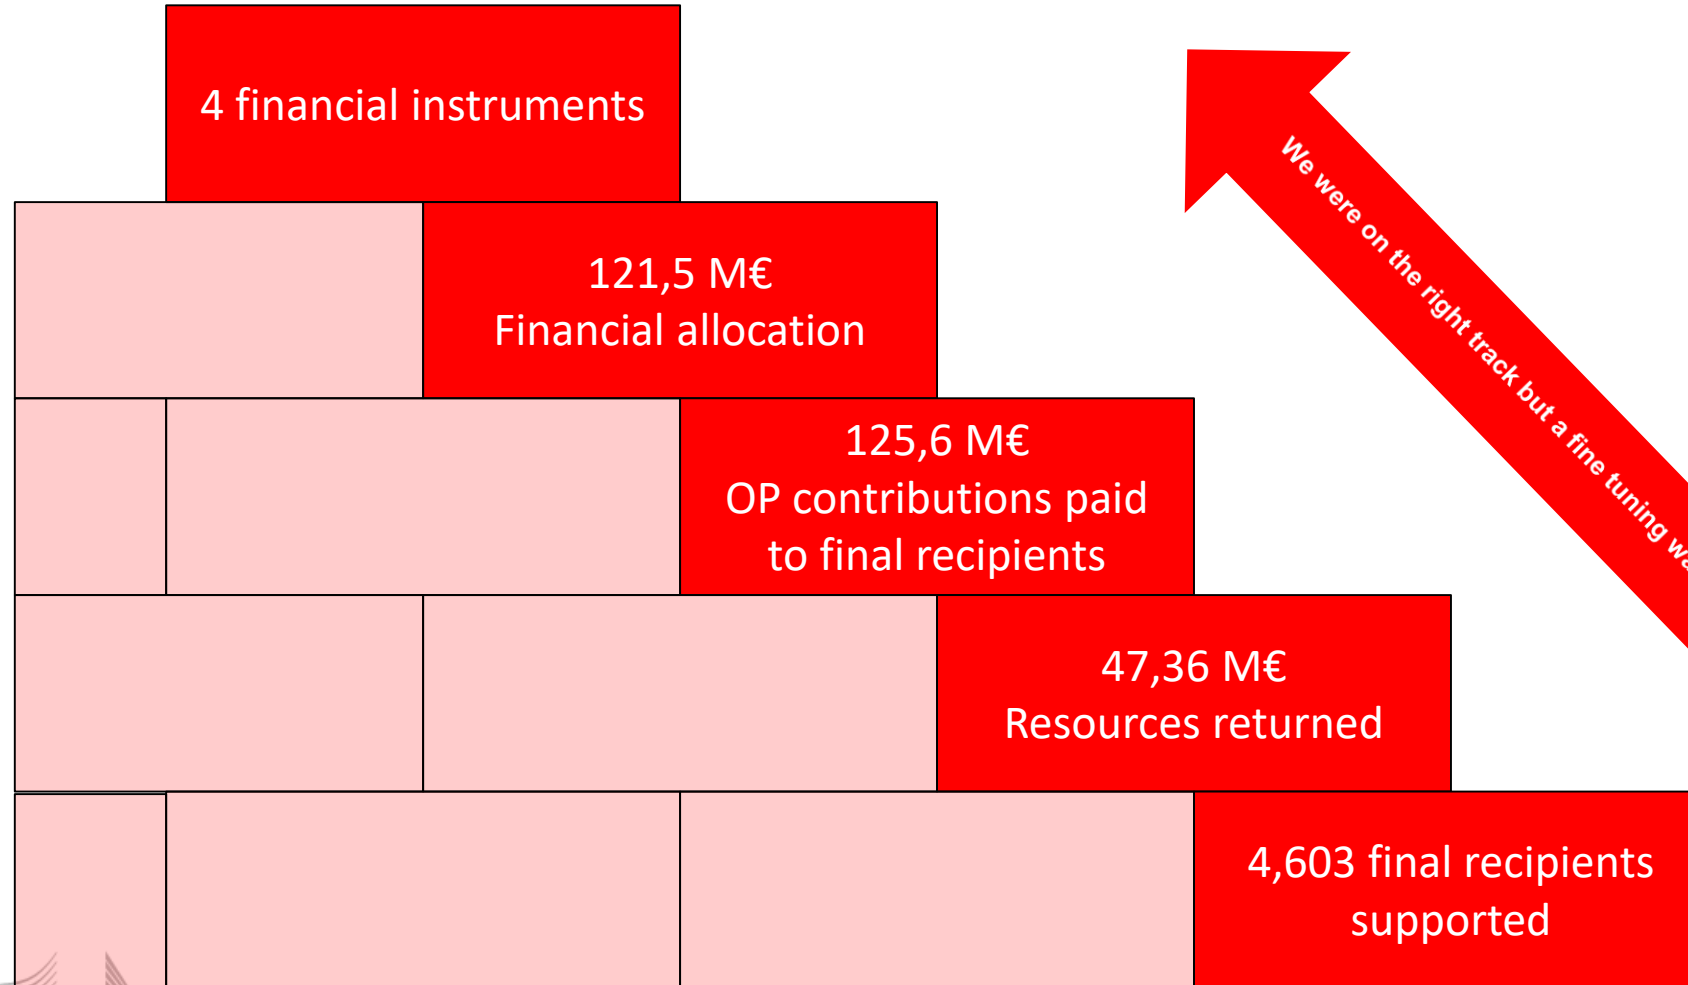 4 financial instruments
121,5 M€
Financial allocation
125,6 M€
OP contributions paid
to final recipients
47,36 M€
Resources returned
4,603 final recipients
supported
We were on the right track but a fine tuning